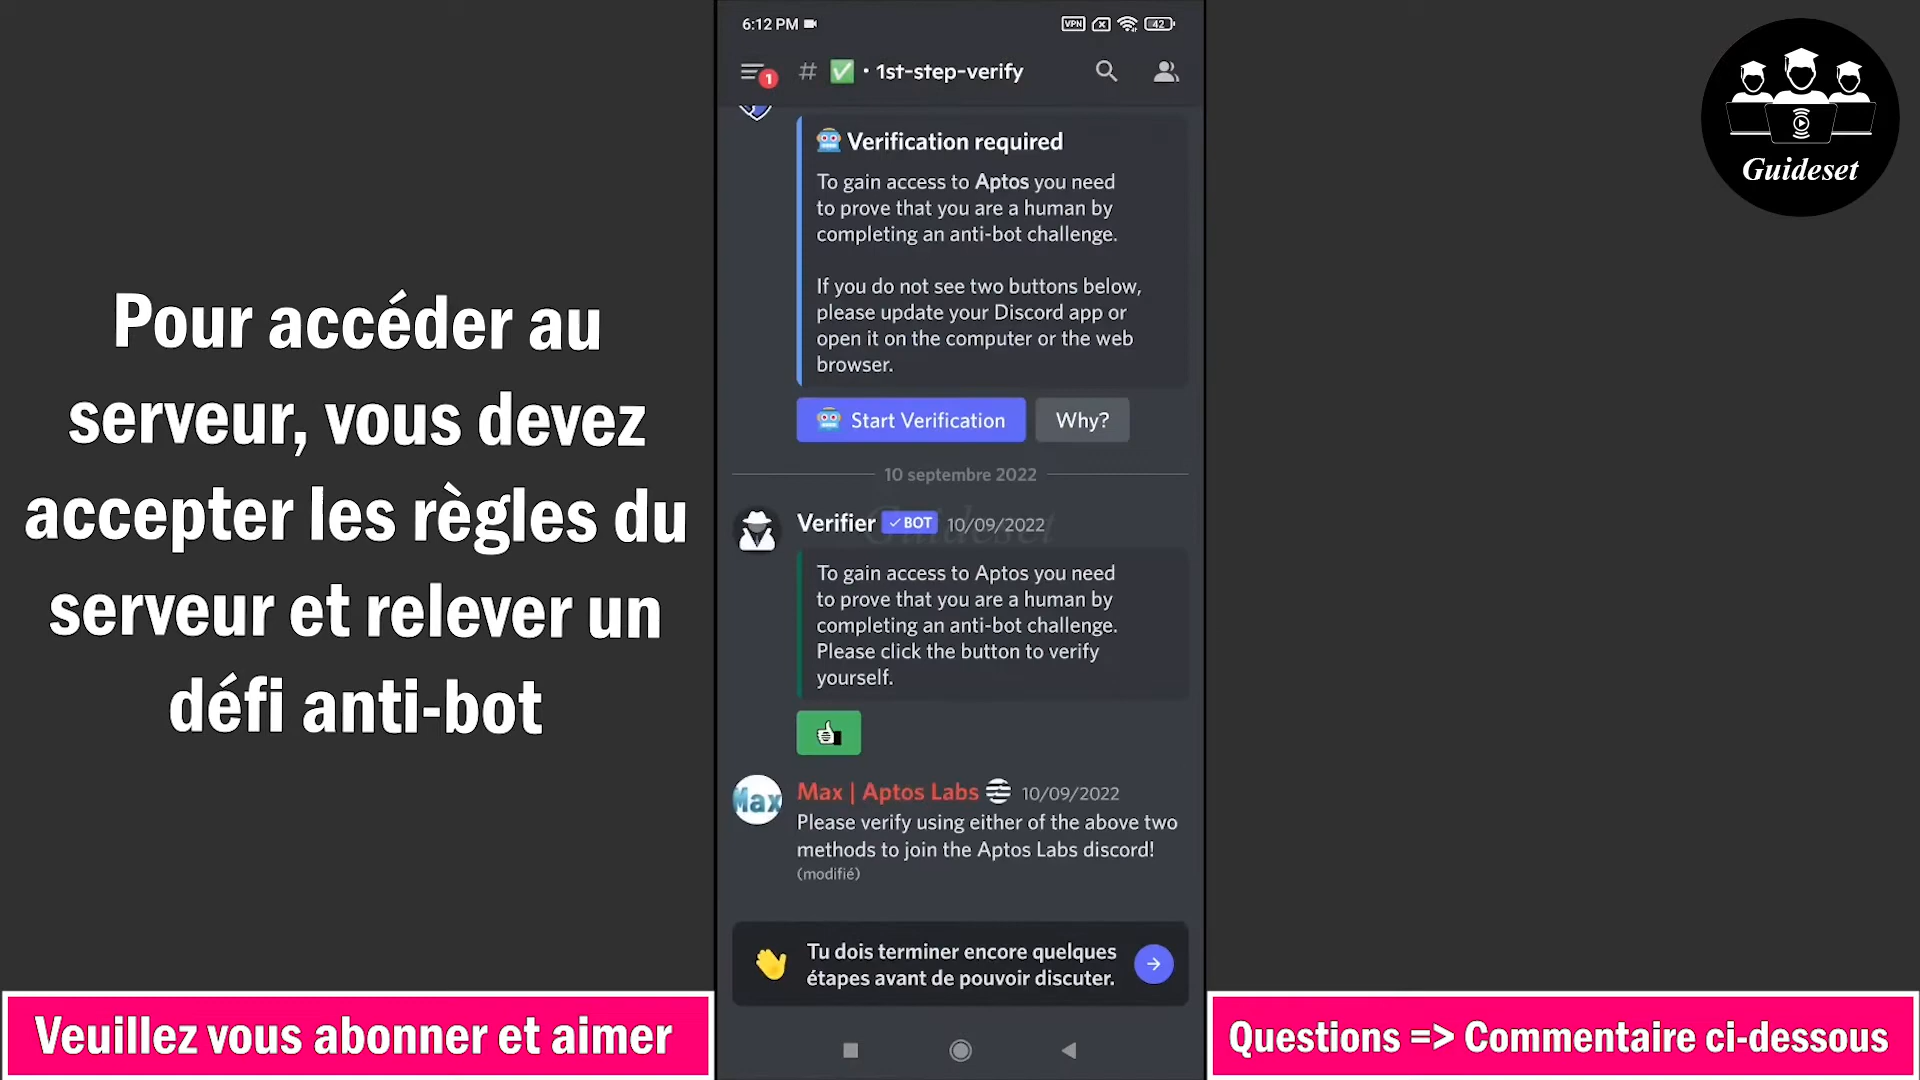 6:12 PM
VPN
42
1
# ✅ · 1st-step-verify
Guideset
🤖 Verification required
To gain access to Aptos you need
to prove that you are a human by
completing an anti-bot challenge.
If you do not see two buttons below,
please update your Discord app or
open it on the computer or the web
browser.
🤖 Start Verification
Why?
10 septembre 2022
Guideset
Verifier ✓ BOT 10/09/2022
To gain access to Aptos you need
to prove that you are a human by
completing an anti-bot challenge.
Please click the button to verify
yourself.
Max
Max | Aptos Labs 10/09/2022
Please verify using either of the above two
methods to join the Aptos Labs discord!
(modifié)
Tu dois terminer encore quelques
étapes avant de pouvoir discuter.
Pour accéder au
serveur, vous devez
accepter les règles du
serveur et relever un
défi anti-bot
Veuillez vous abonner et aimer
Questions => Commentaire ci-dessous